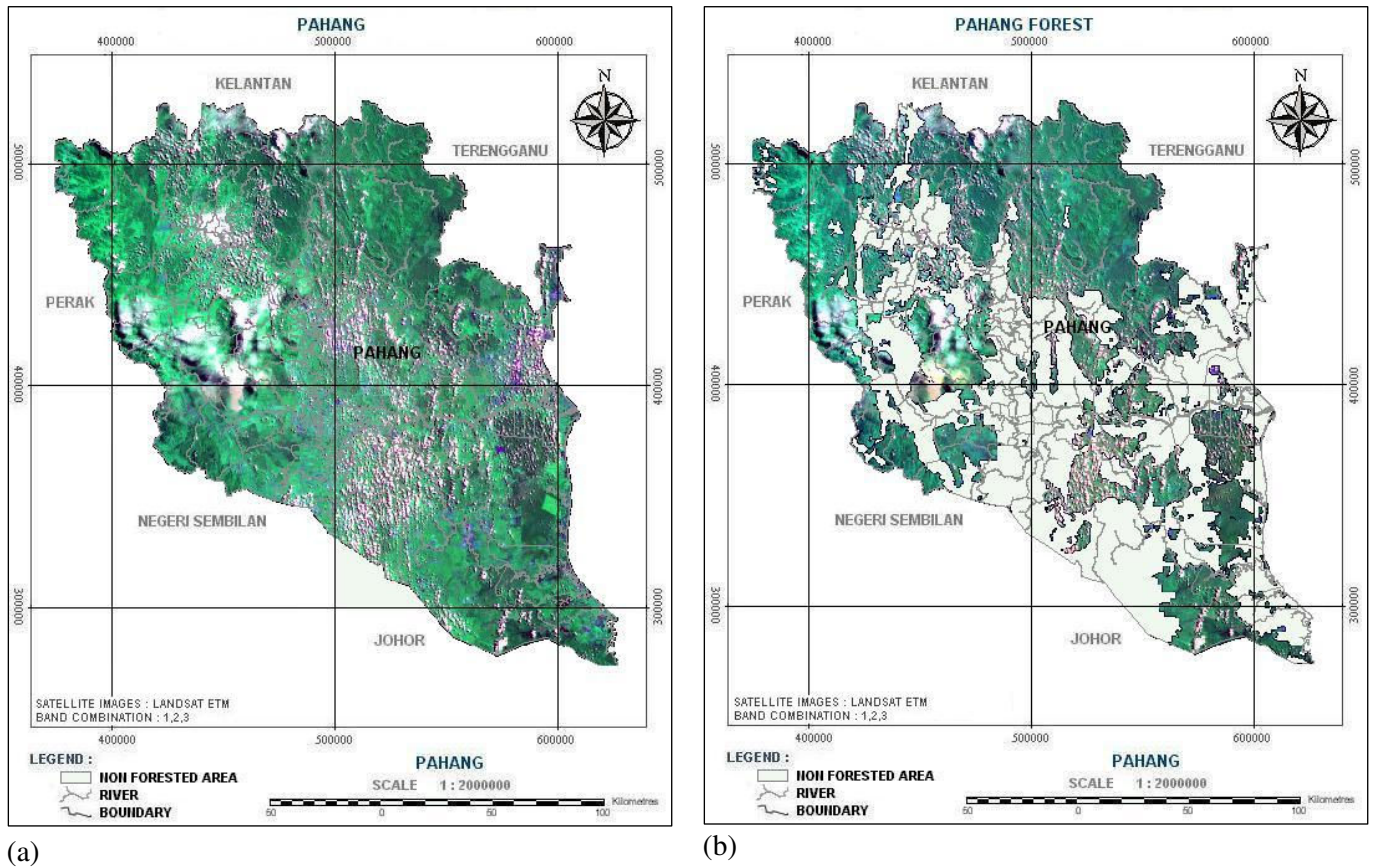 PAHANG
400000 500000 600000
N
KELANTAN
TERENGGANU
500000 500000
PERAK
PAHANG
400000 400000
NEGERI SEMBILAN
300000 300000
JOHOR
SATELLITE IMAGES : LANDSAT ETM
BAND COMBINATION : 1,2,3
400000 500000 600000
LEGEND :
NON FORESTED AREA
RIVER
BOUNDARY
PAHANG
SCALE 1 : 2000000
50 0 50 100 Kilometres
(a)
PAHANG FOREST
400000 500000 600000
N
KELANTAN
TERENGGANU
500000 500000
PERAK
PAHANG
400000 400000
NEGERI SEMBILAN
300000 300000
JOHOR
SATELLITE IMAGES : LANDSAT ETM
BAND COMBINATION : 1,2,3
400000 500000 600000
LEGEND :
NON FORESTED AREA
RIVER
BOUNDARY
PAHANG
SCALE 1 : 2000000
50 0 50 100 Kilometres
(b)